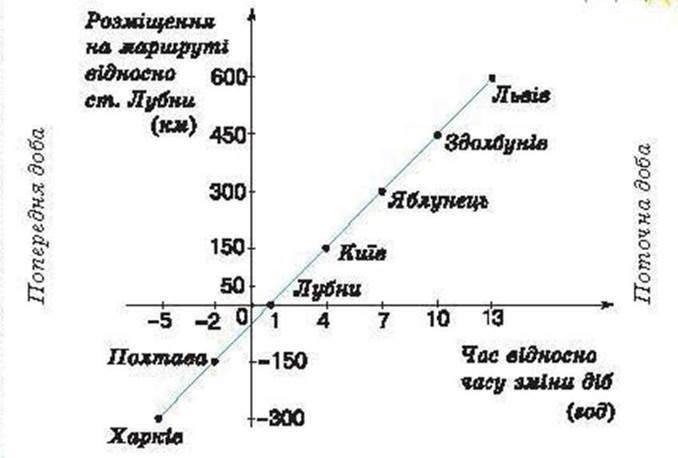 Розміщення
на маршруті
відносно
ст. Лубни
(км)
600
Львів
450
Здолбунів
300
Яблунець
150
Київ
50
Лубни
0
-5 -2 1 4 7 10 13
Полтава
-150
Час відносно
часу зміни діб
(год)
-300
Харків
Попередня доба
Поточна доба